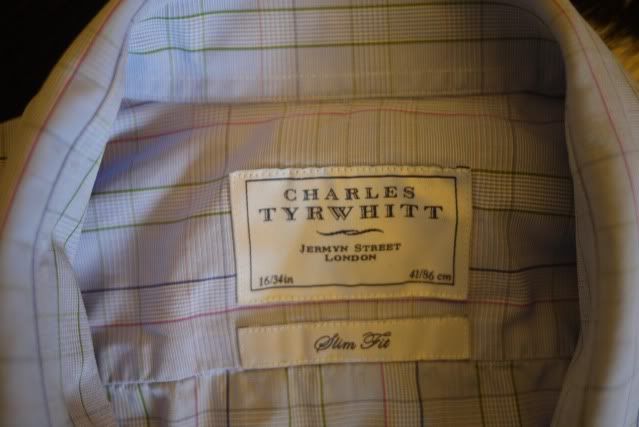 CHARLES
TYRWHITT
JERMYN STREET
LONDON
16/34in 41/86 cm
Slim Fit